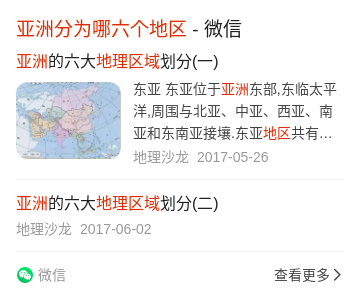 亚洲分为哪六个地区 - 微信
亚洲的六大地理区域划分(一)
东亚 东亚位于亚洲东部,东临太平
洋,周围与北亚、中亚、西亚、南
亚和东南亚接壤.东亚地区共有…
地理沙龙 2017-05-26
亚洲的六大地理区域划分(二)
地理沙龙 2017-06-02
微信
查看更多